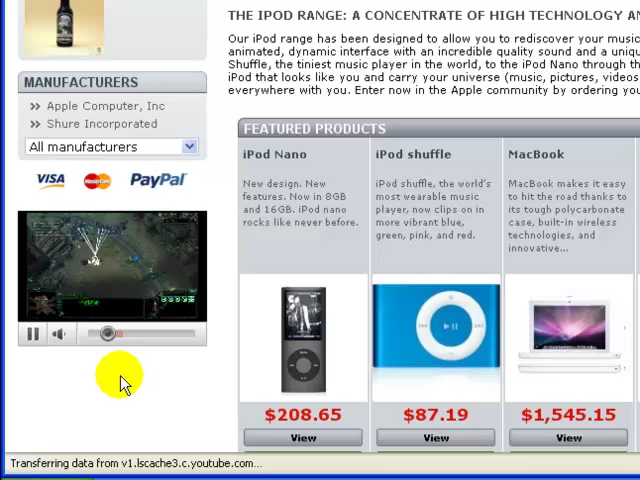 THE IPOD RANGE: A CONCENTRATE OF HIGH TECHNOLOGY AN
Our iPod range has been designed to allow you to rediscover your music
animated, dynamic interface with an incredible quality sound and a uniqu
Shuffle, the tiniest music player in the world, to the iPod Nano through th
iPod that looks like you and carry your universe (music, pictures, videos
everywhere with you. Enter now in the Apple community by ordering you
MANUFACTURERS
>> Apple Computer, Inc
>> Shure Incorporated
All manufacturers
VISA MasterCard PayPal
FEATURED PRODUCTS
iPod Nano
New design. New
features. Now in 8GB
and 16GB. iPod nano
rocks like never before.
$208.65
View
iPod shuffle
iPod shuffle, the world's
most wearable music
player, now clips on in
more vibrant blue,
green, pink, and red.
MENU
$87.19
View
MacBook
MacBook makes it easy
to hit the road thanks to
its tough polycarbonate
case, built-in wireless
technologies, and
innovative...
$1,545.15
View
Transferring data from v1.lscache3.c.youtube.com...